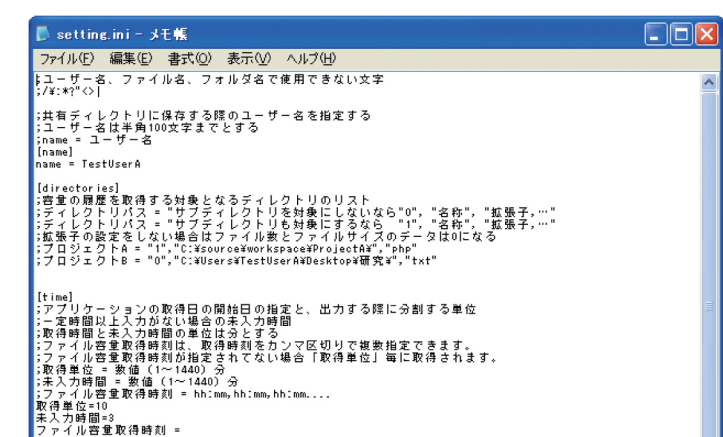 setting.ini - メモ帳
ファイル(F) 編集(E) 書式(O) 表示(V) ヘルプ(H)
;ユーザー名、ファイル名、フォルダ名で使用できない文字
;/¥:*?"<>|
;共有ディレクトリに保存する際のユーザー名を指定する
;ユーザー名は半角100文字までとする
;name = ユーザー名
[name]
name = TestUserA
[directories]
;容量の履歴を取得する対象となるディレクトリのリスト
;ディレクトリパス = "サブディレクトリを対象にしないなら"0", "名称", "拡張子,…"
;ディレクトリパス = "サブディレクトリも対象にするなら "1", "名称", "拡張子,…"
;拡張子の設定をしない場合はファイル数とファイルサイズのデータは0になる
;プロジェクトA = "1","C:¥source¥workspace¥ProjectA¥","php"
;プロジェクトB = "0","C:¥Users¥TestUserA¥Desktop¥研究¥","txt"
[time]
;アプリケーションの取得日の開始日の指定と、出力する際に分割する単位
;一定時間以上入力がない場合の未入力時間
;取得時間と未入力時間の単位は分とする
;ファイル容量取得時刻は、取得時刻をカンマ区切りで複数指定できます。
;ファイル容量取得時刻が指定されてない場合「取得単位」毎に取得されます。
;取得単位 = 数値(1~1440)分
;未入力時間 = 数値(1~1440)分
;ファイル容量取得時刻 = hh:mm,hh:mm,hh:mm....
取得単位=10
未入力時間=3
ファイル容量取得時刻 =